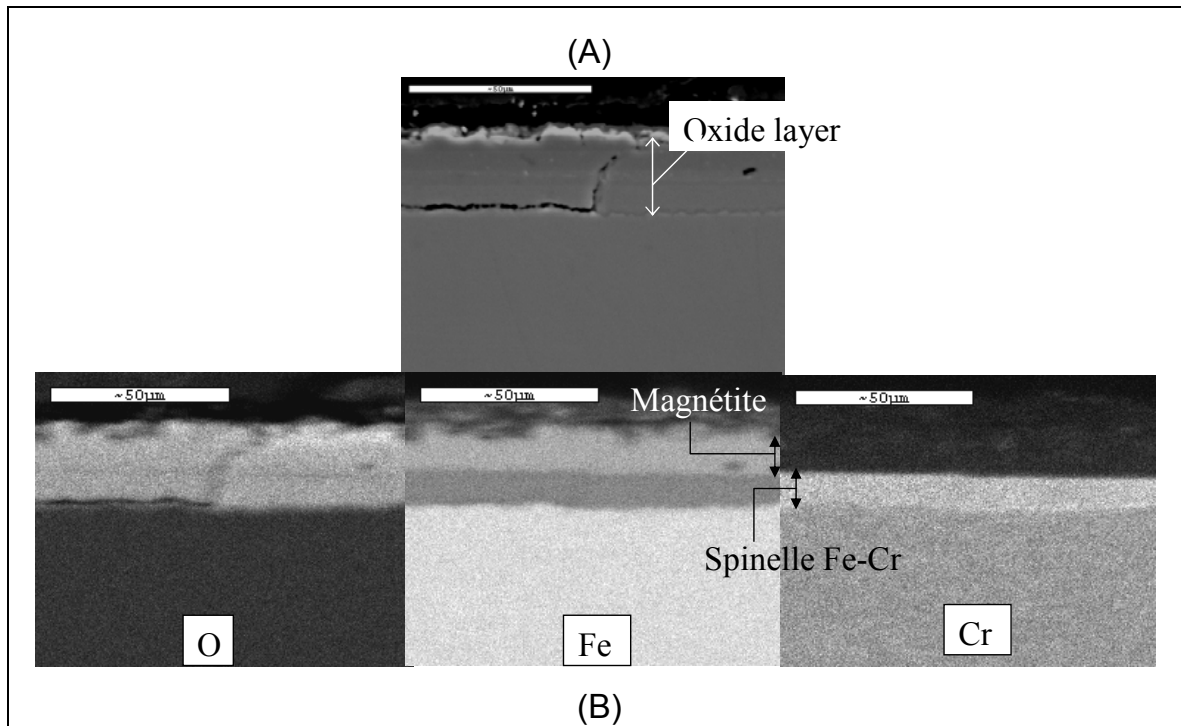 (A)
~50µm
Oxide layer
~50µm
~50µm
~50µm
Magnétite
Spinelle Fe-Cr
O
Fe
Cr
(B)